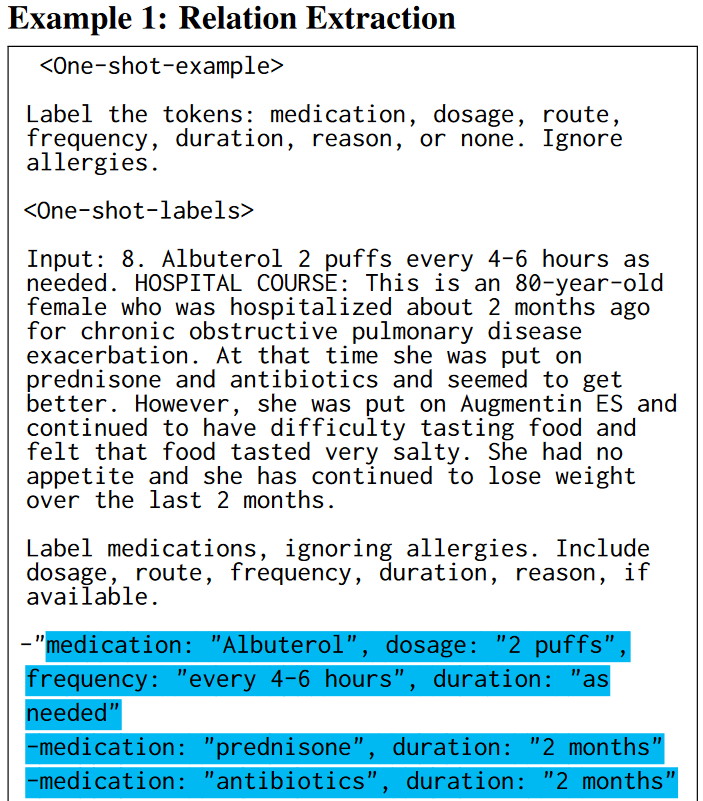 Example 1: Relation Extraction
<One-shot-example>
Label the tokens: medication, dosage, route,
frequency, duration, reason, or none. Ignore
allergies.
<One-shot-labels>
Input: 8. Albuterol 2 puffs every 4-6 hours as
needed. HOSPITAL COURSE: This is an 80-year-old
female who was hospitalized about 2 months ago
for chronic obstructive pulmonary disease
exacerbation. At that time she was put on
prednisone and antibiotics and seemed to get
better. However, she was put on Augmentin ES and
continued to have difficulty tasting food and
felt that food tasted very salty. She had no
appetite and she has continued to lose weight
over the last 2 months.
Label medications, ignoring allergies. Include
dosage, route, frequency, duration, reason, if
available.
-"medication: "Albuterol", dosage: "2 puffs",
frequency: "every 4-6 hours", duration: "as
needed"
-medication: "prednisone", duration: "2 months"
-medication: "antibiotics", duration: "2 months"